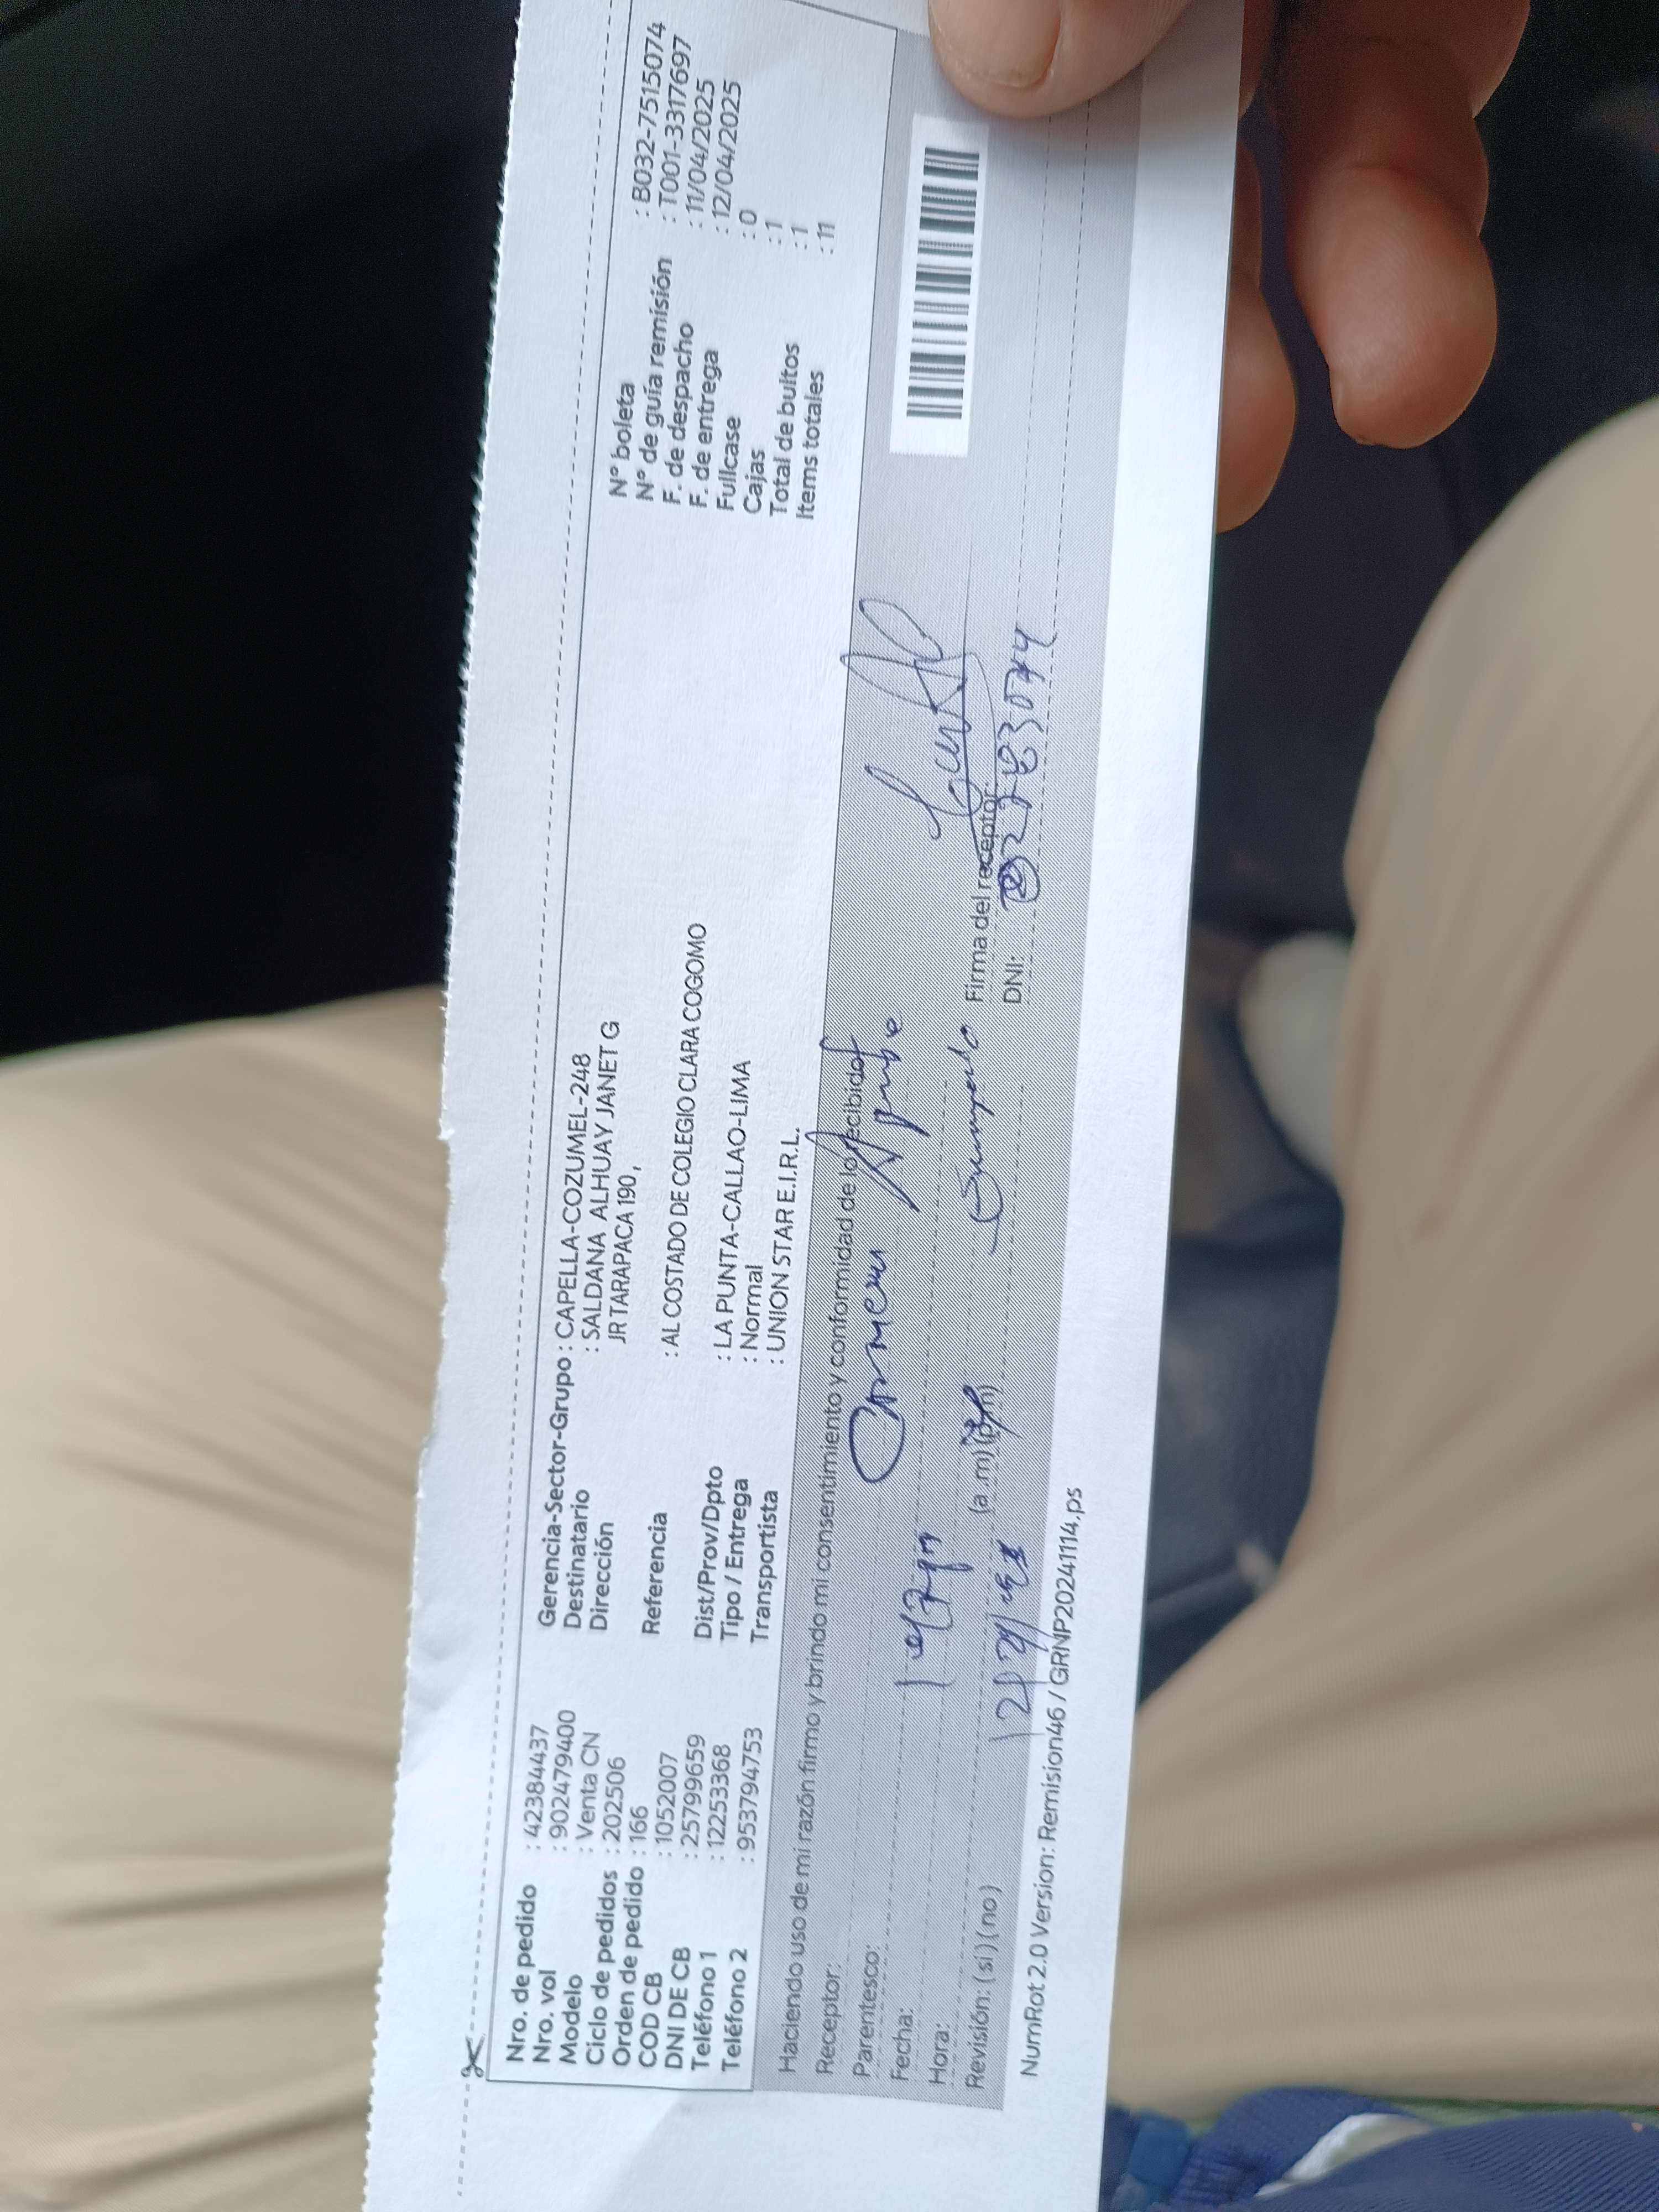 Nro. de pedido : 42384437
Nro. vol : 902479400
Modelo : Venta CN
Ciclo de pedidos : 202506
Orden de pedido : 166
COD CB : 1052007
DNI DE CB : 25799659
Teléfono 1 : 12253368
Teléfono 2 : 953794753
Gerencia-Sector-Grupo : CAPELLA-COZUMEL-248
Destinatario : SALDANA ALHUAY JANET G
Dirección JR TARAPACA 190,
Referencia : AL COSTADO DE COLEGIO CLARA COGOMO
Dist/Prov/Dpto : LA PUNTA-CALLAO-LIMA
Tipo / Entrega : Normal
Transportista : UNION STAR E.I.R.L.
N° boleta : B032-7515074
N° de guía remisión : T001-3317697
F. de despacho : 11/04/2025
F. de entrega : 12/04/2025
Fullcase : 0
Cajas : 1
Total de bultos : 1
Items totales : 11
Haciendo uso de mi razón firmo y brindo mi consentimiento y conformidad de lo recibido
Receptor: Carmen
Parentesco:
Fecha:
Hora: (a.m) (p.m)
Revisión: (si) (no)
Firma del receptor
DNI:
NumRot 2.0 Version: Remision46 / GRNP20241114.ps